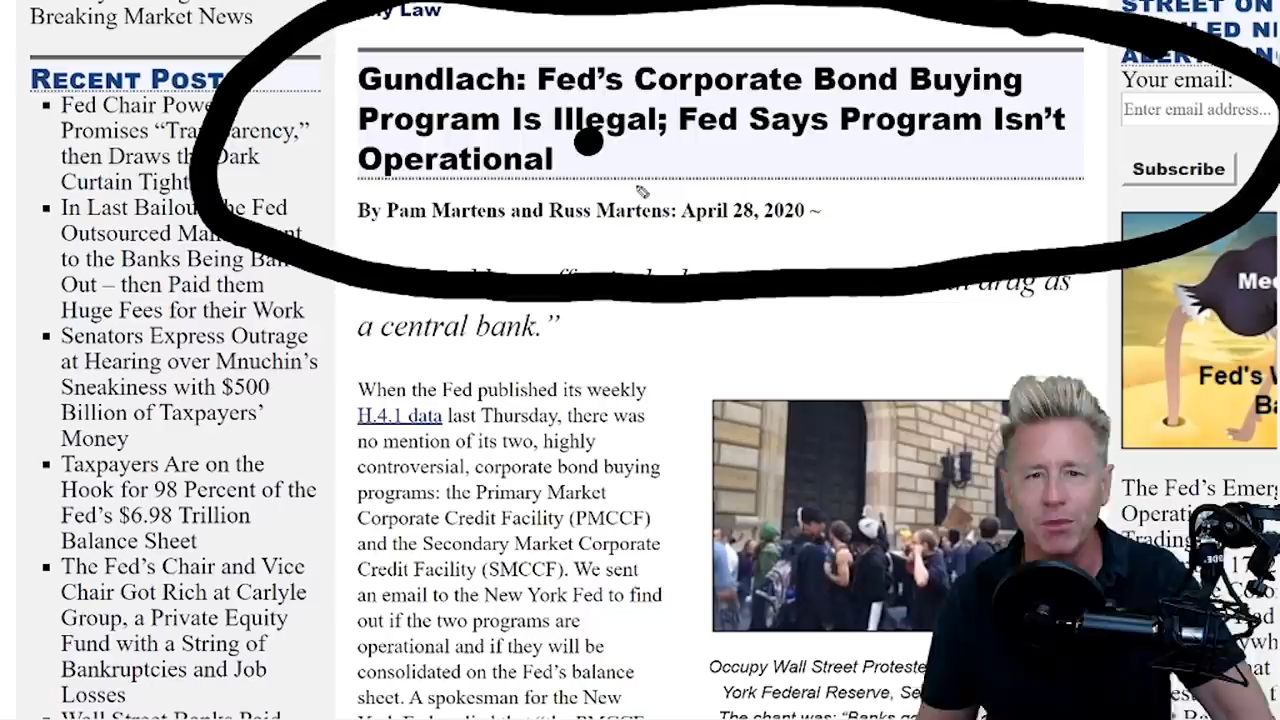 Breaking Market News
RECENT POST
Fed Chair
Promises
then Draws
Dark
Curtain
In Last
Fed
Outsourced
to the Banks Being
Out – then Paid them
Huge Fees for their Work
Senators Express Outrage
at Hearing over Mnuchin’s
Sneakiness with $500
Billion of Taxpayers’
Money
Taxpayers Are on the
Hook for 98 Percent of the
Fed’s $6.98 Trillion
Balance Sheet
The Fed’s Chair and Vice
Chair Got Rich at Carlyle
Group, a Private Equity
Fund with a String of
Bankruptcies and Job
Losses
Law
Gundlach: Fed’s Corporate Bond Buying
Program Is Illegal; Fed Says Program Isn’t
Operational
By Pam Martens and Russ Martens: April 28, 2020 ~
drag as
a central bank.”
When the Fed published its weekly
H.4.1 data last Thursday, there was
no mention of its two, highly
controversial, corporate bond buying
programs: the Primary Market
Corporate Credit Facility (PMCCF)
and the Secondary Market Corporate
Credit Facility (SMCCF). We sent
an email to the New York Fed to find
out if the two programs are
operational and if they will be
consolidated on the Fed’s balance
sheet. A spokesman for the New
Occupy Wall Street
York Federal Reserve,
STREET ON
Your email:
Enter email address...
Subscribe
Fed's
The Fed’s
RØDE